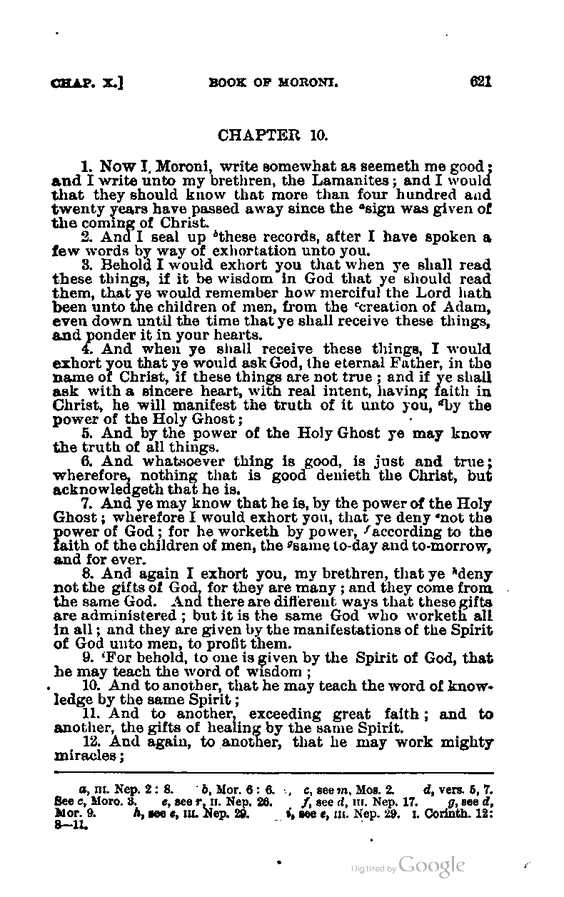 CHAP. X.] BOOK OF MORONI. 621
CHAPTER 10.
1. Now I, Moroni, write somewhat as seemeth me good;
and I write unto my brethren, the Lamanites; and I would
that they should know that more than four hundred and
twenty years have passed away since the ᵃsign was given of
the coming of Christ.
2. And I seal up ᵇthese records, after I have spoken a
few words by way of exhortation unto you.
3. Behold I would exhort you that when ye shall read
these things, if it be wisdom in God that ye should read
them, that ye would remember how merciful the Lord hath
been unto the children of men, from the ᶜcreation of Adam,
even down until the time that ye shall receive these things,
and ponder it in your hearts.
4. And when ye shall receive these things, I would
exhort you that ye would ask God, the eternal Father, in the
name of Christ, if these things are not true; and if ye shall
ask with a sincere heart, with real intent, having faith in
Christ, he will manifest the truth of it unto you, ᵈby the
power of the Holy Ghost;
5. And by the power of the Holy Ghost ye may know
the truth of all things.
6. And whatsoever thing is good, is just and true;
wherefore, nothing that is good denieth the Christ, but
acknowledgeth that he is.
7. And ye may know that he is, by the power of the Holy
Ghost; wherefore I would exhort you, that ye deny ᵉnot the
power of God; for he worketh by power, ᶠaccording to the
faith of the children of men, the ᵍsame to-day and to-morrow,
and for ever.
8. And again I exhort you, my brethren, that ye ʰdeny
not the gifts of God, for they are many; and they come from
the same God. And there are different ways that these gifts
are administered; but it is the same God who worketh all
in all; and they are given by the manifestations of the Spirit
of God unto men, to profit them.
9. ⁱFor behold, to one is given by the Spirit of God, that
he may teach the word of wisdom;
10. And to another, that he may teach the word of know-
ledge by the same Spirit;
11. And to another, exceeding great faith; and to
another, the gifts of healing by the same Spirit.
12. And again, to another, that he may work mighty
miracles;
a, III. Nep. 2: 8. b, Mor. 6: 6. c, see m, Mos. 2. d, vers. 5, 7.
See c, Moro. 3. e, see r, II. Nep. 26. f, see d, III. Nep. 17. g, see d,
Mor. 9. h, see e, III. Nep. 29. i, see e, III. Nep. 29. I. Corinth. 12:
8—11.
Digitized by Google